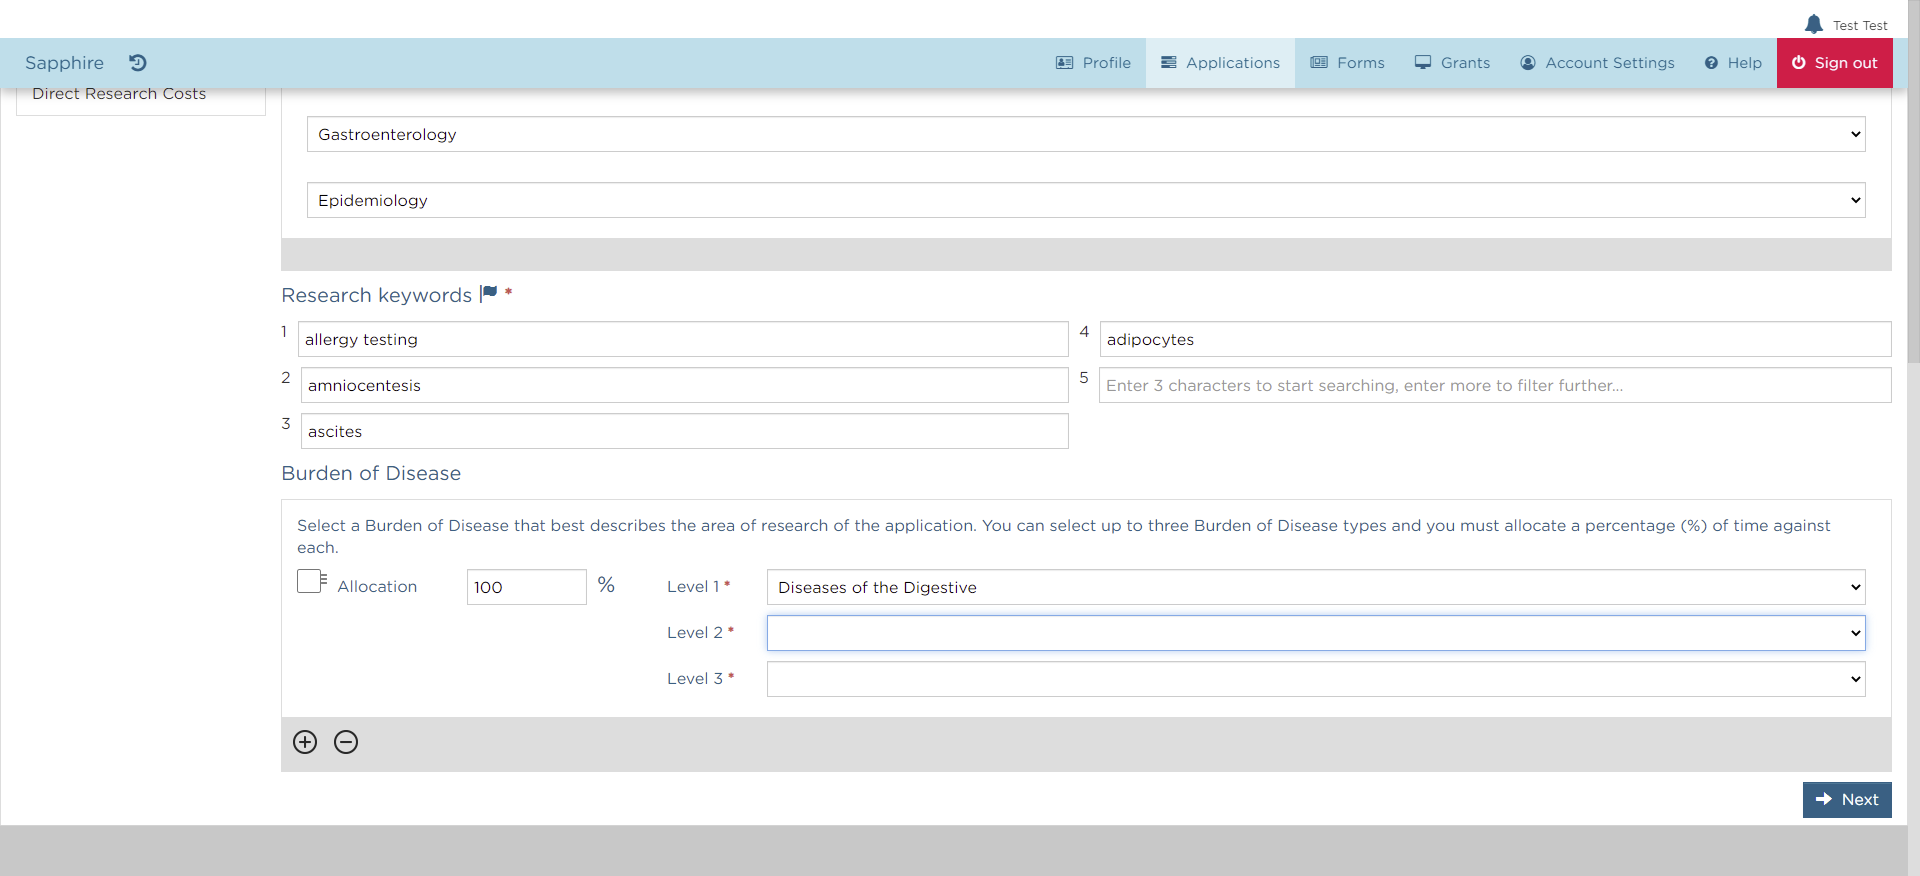 Test Test
Sapphire
Profile
Applications
Forms
Grants
Account Settings
Help
Sign out
Direct Research Costs
Gastroenterology
Epidemiology
Research keywords *
1 allergy testing
2 amniocentesis
3 ascites
4 adipocytes
5 Enter 3 characters to start searching, enter more to filter further...
Burden of Disease
Select a Burden of Disease that best describes the area of research of the application. You can select up to three Burden of Disease types and you must allocate a percentage (%) of time against
each.
Allocation 100 % Level 1 * Diseases of the Digestive
Level 2 *
Level 3 *
Next